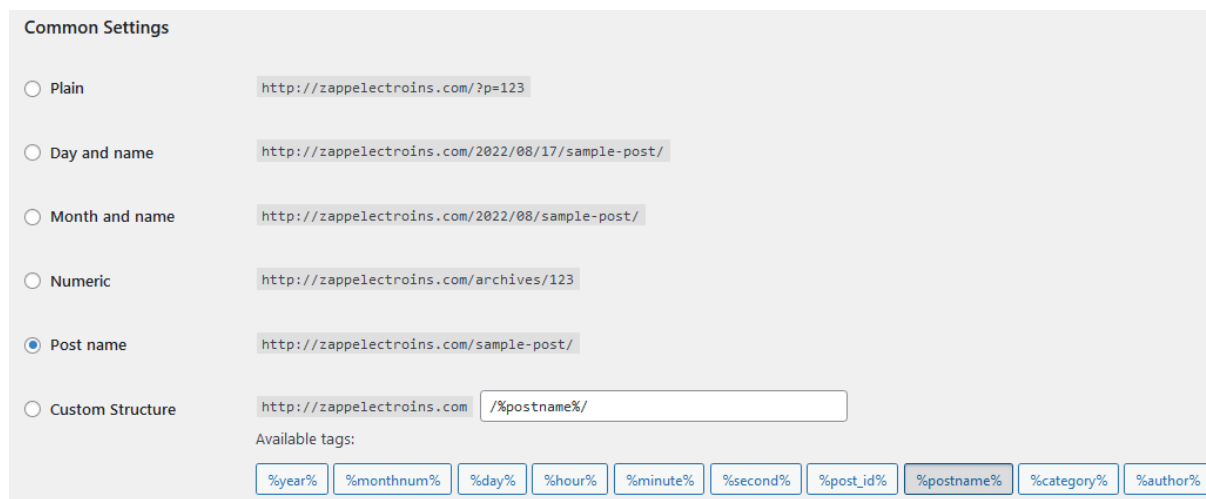 Common Settings
Plain http://zappelectroins.com/?p=123
Day and name http://zappelectroins.com/2022/08/17/sample-post/
Month and name http://zappelectroins.com/2022/08/sample-post/
Numeric http://zappelectroins.com/archives/123
Post name http://zappelectroins.com/sample-post/
Custom Structure http://zappelectroins.com /%postname%/
Available tags:
%year% %monthnum% %day% %hour% %minute% %second% %post_id% %postname% %category% %author%